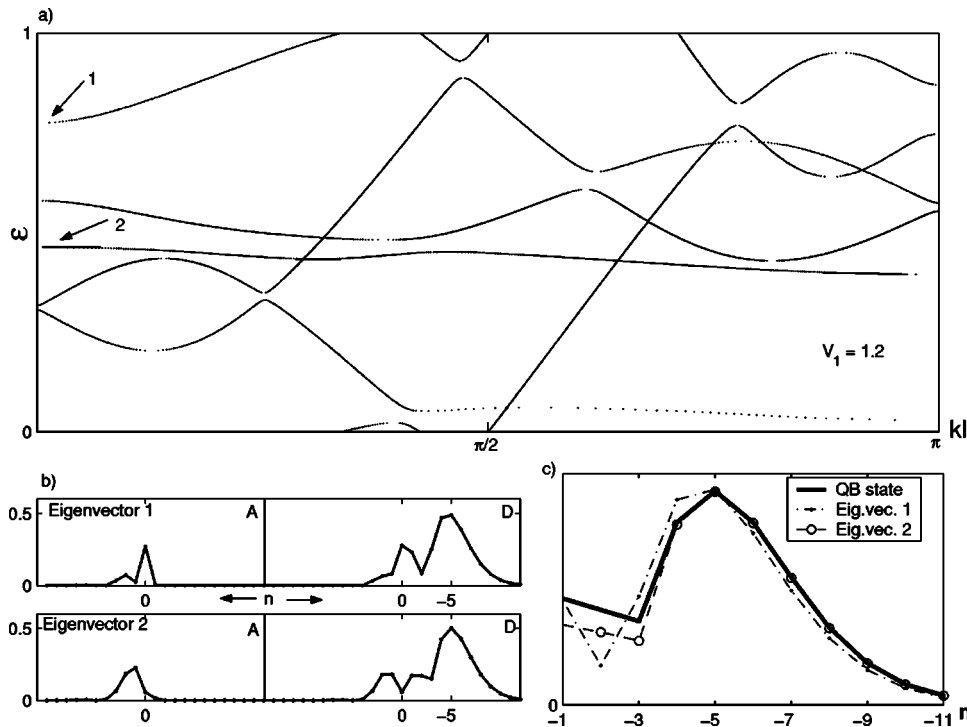 a)
1
1
2
ε
V₁ = 1.2
0
π/2
π
kl
b)
Eigenvector 1
A
D
0.5
0
0
n
0
−5
Eigenvector 2
A
D
0.5
0
0
0
−5
c)
QB state
Eig.vec. 1
Eig.vec. 2
0
−1
−3
−5
−7
−9
−11
n